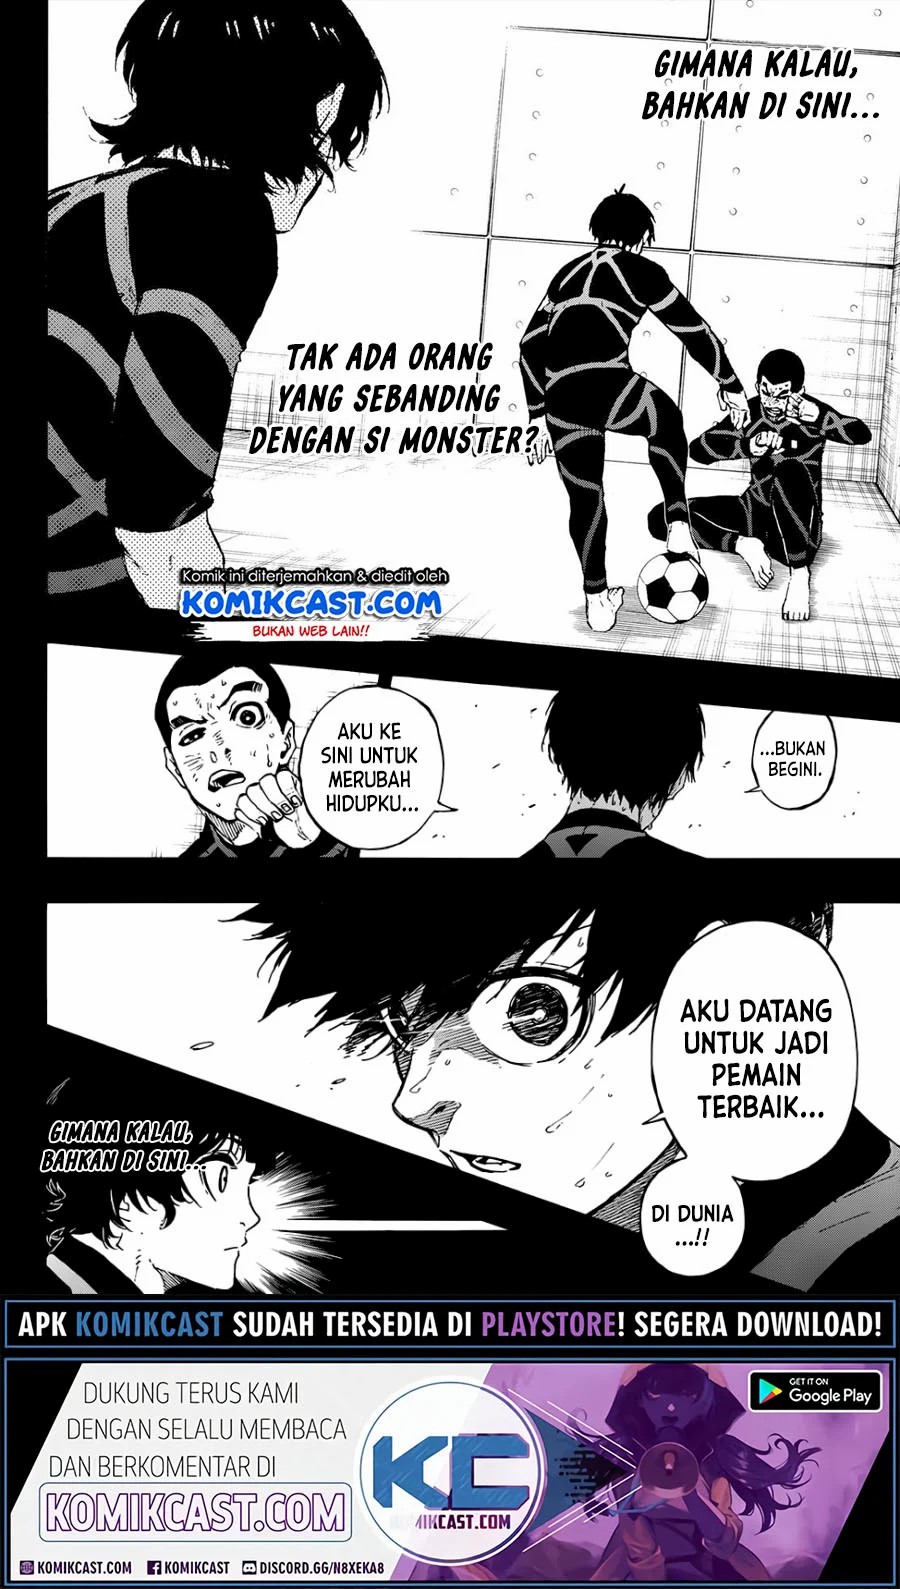 GIMANA KALAU,
BAHKAN DI SINI...
TAK ADA ORANG
YANG SEBANDING
DENGAN SI MONSTER?
Komik ini diterjemahkan & diedit oleh
KOMIKCAST.COM
BUKAN WEB LAIN!!
AKU KE
SINI UNTUK
MERUBAH
HIDUPKU...
...BUKAN
BEGINI.
AKU DATANG
UNTUK JADI
PEMAIN
TERBAIK...
DI DUNIA
...!!
GIMANA KALAU,
BAHKAN DI SINI...
APK KOMIKCAST SUDAH TERSEDIA DI PLAYSTORE! SEGERA DOWNLOAD!
DUKUNG TERUS KAMI
DENGAN SELALU MEMBACA
DAN BERKOMENTAR DI
KOMIKCAST.COM
KOMIKCAST.COM
KOMIKCAST
DISCORD.GG/N8XEKA8
KC
KOMIKCAST.COM
GET IT ON
Google Play